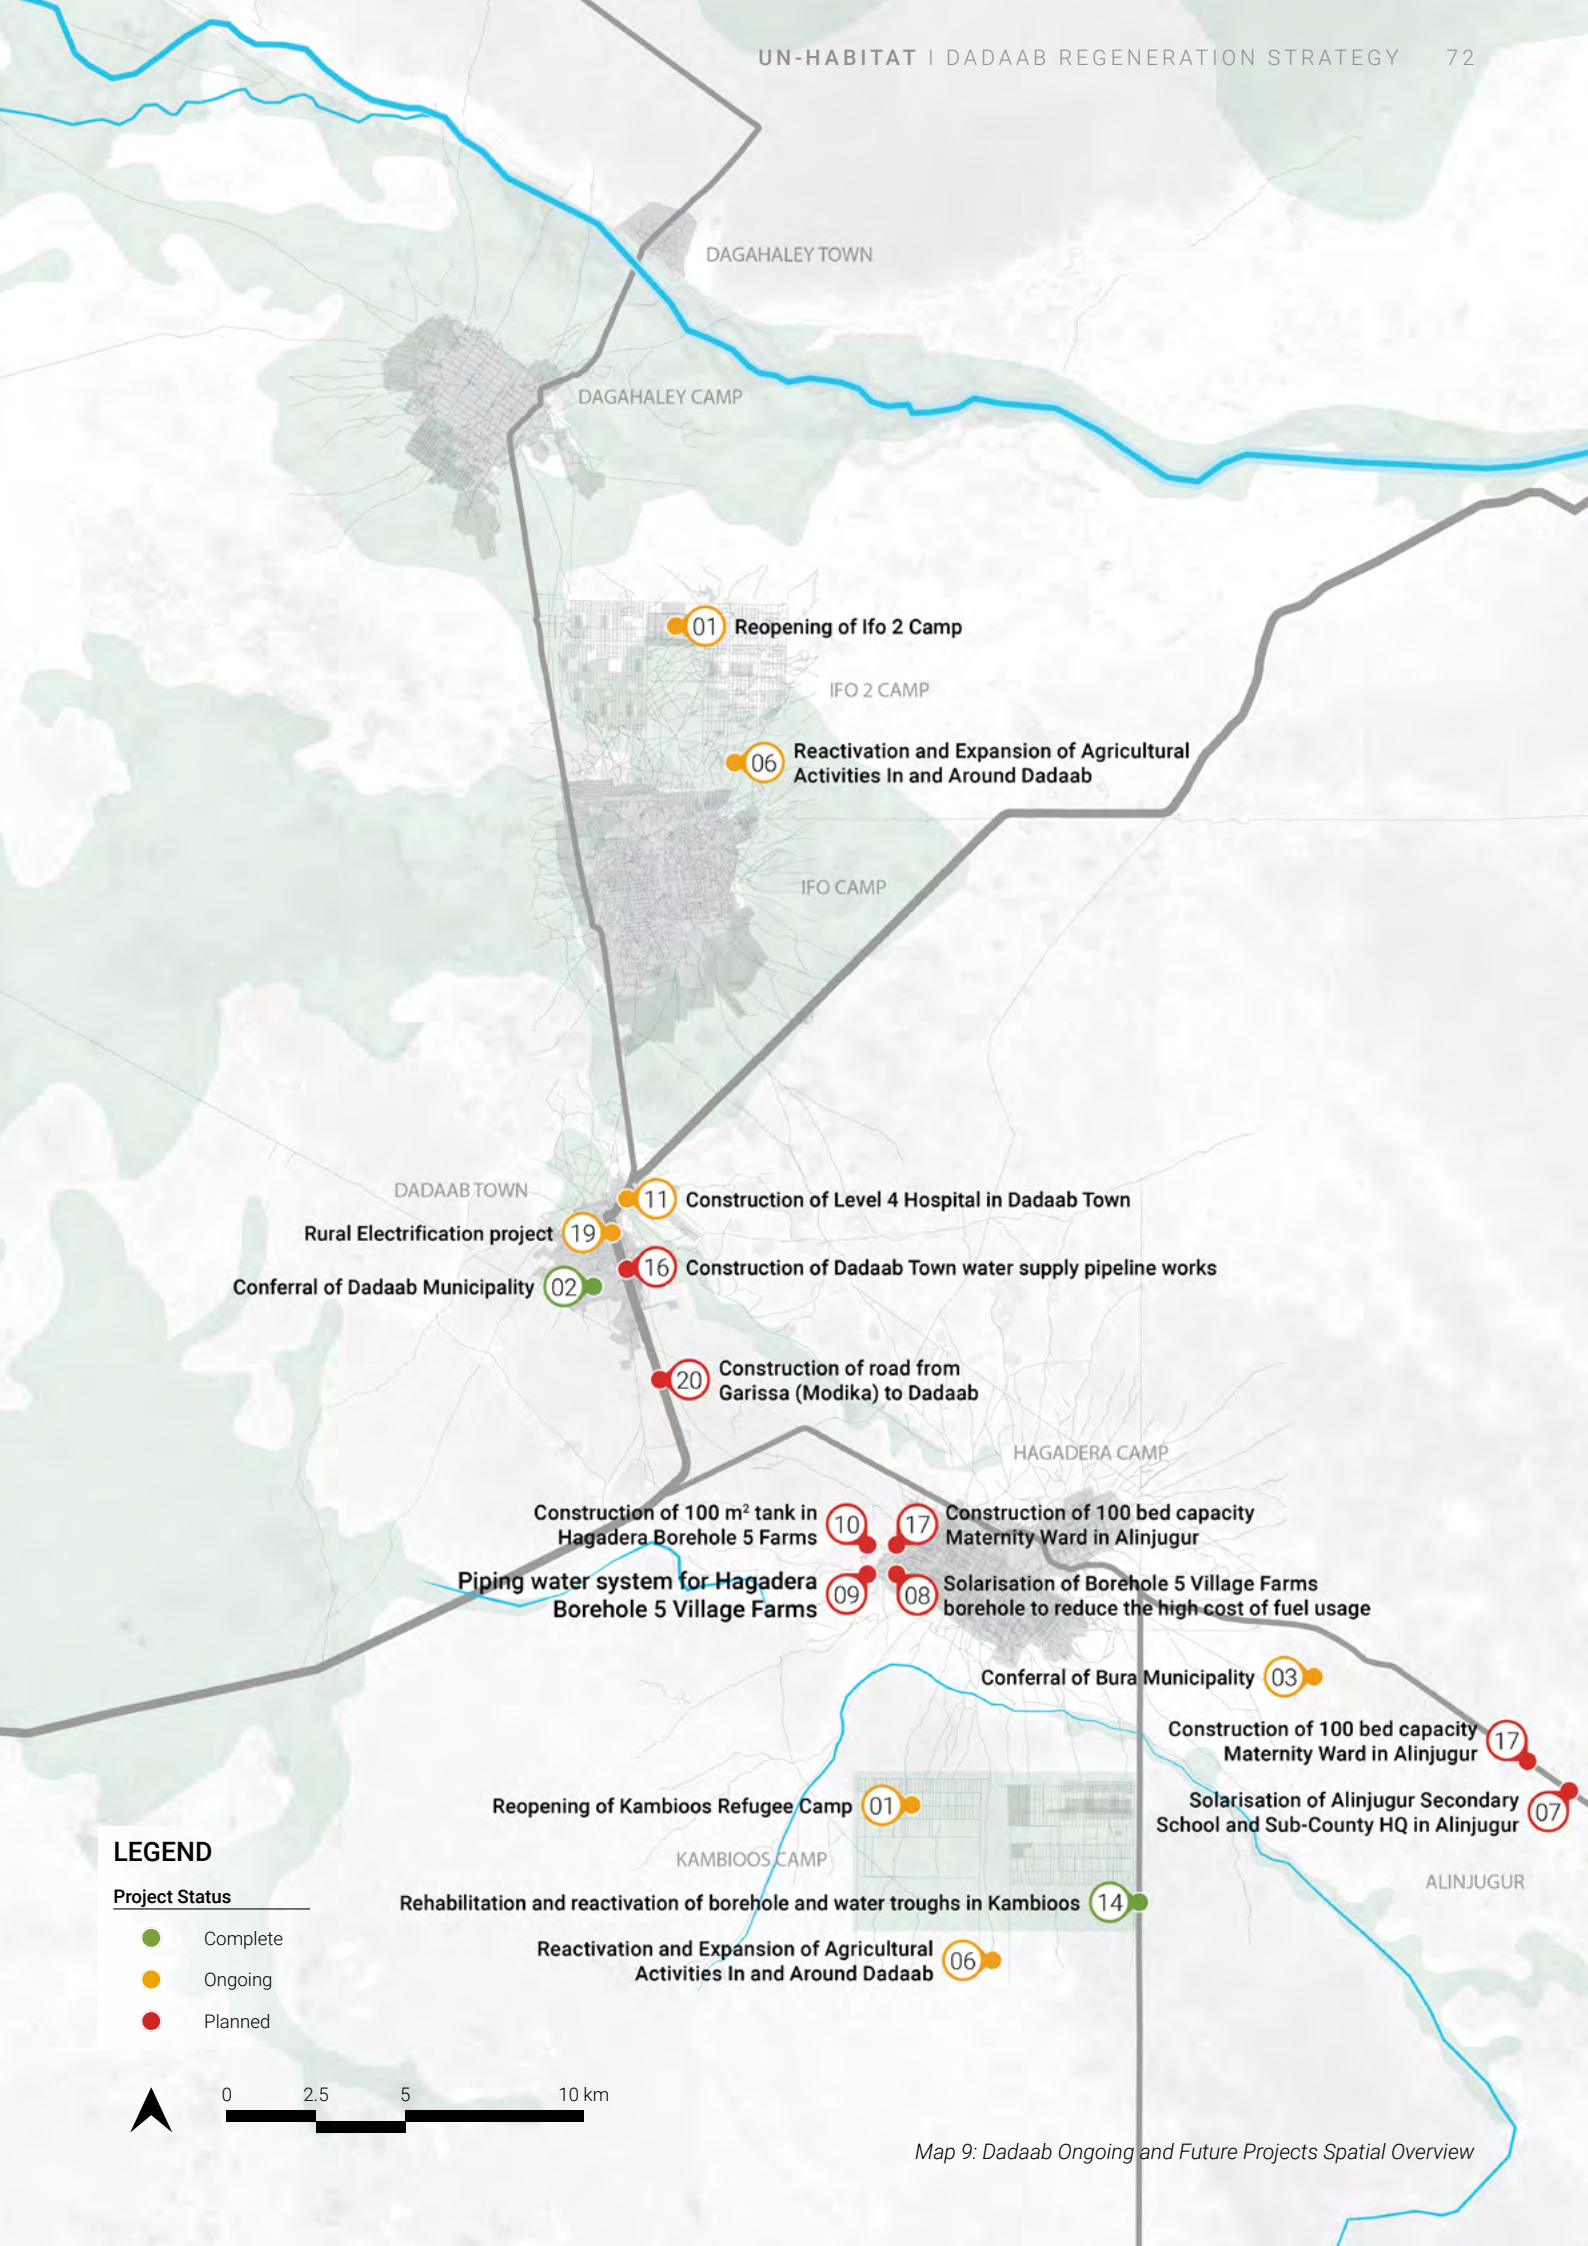 UN-HABITAT | DADAAB REGENERATION STRATEGY 72
DAGAHALEY TOWN
DAGAHALEY CAMP
01 Reopening of Ifo 2 Camp
IFO 2 CAMP
06 Reactivation and Expansion of Agricultural
Activities In and Around Dadaab
IFO CAMP
DADAAB TOWN
11 Construction of Level 4 Hospital in Dadaab Town
Rural Electrification project 19
16 Construction of Dadaab Town water supply pipeline works
Conferral of Dadaab Municipality 02
20 Construction of road from
Garissa (Modika) to Dadaab
HAGADERA CAMP
Construction of 100 m² tank in
Hagadera Borehole 5 Farms
10
17
Construction of 100 bed capacity
Maternity Ward in Alinjugur
Piping water system for Hagadera
Borehole 5 Village Farms
09
08
Solarisation of Borehole 5 Village Farms
borehole to reduce the high cost of fuel usage
Conferral of Bura Municipality 03
Construction of 100 bed capacity
Maternity Ward in Alinjugur
17
Reopening of Kambioos Refugee Camp 01
Solarisation of Alinjugur Secondary
School and Sub-County HQ in Alinjugur
07
KAMBIOOS CAMP
ALINJUGUR
Rehabilitation and reactivation of borehole and water troughs in Kambioos 14
Reactivation and Expansion of Agricultural
Activities In and Around Dadaab
06
LEGEND
Project Status
Complete
Ongoing
Planned
0 2.5 5 10 km
Map 9: Dadaab Ongoing and Future Projects Spatial Overview